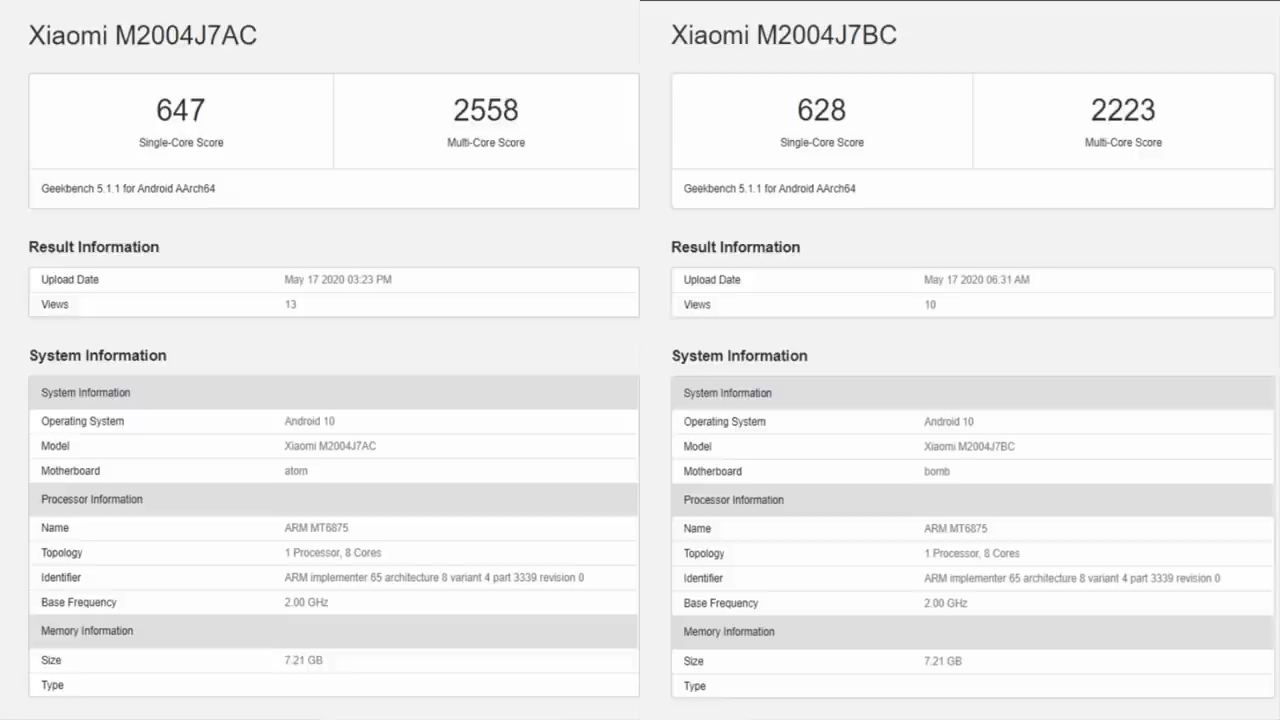 Xiaomi M2004J7AC
647
2558
Single-Core Score
Multi-Core Score
Geekbench 5.1.1 for Android AArch64
Result Information
Upload Date May 17 2020 03:23 PM
Views 13
System Information
System Information
Operating System Android 10
Model Xiaomi M2004J7AC
Motherboard atom
Processor Information
Name ARM MT6875
Topology 1 Processor, 8 Cores
Identifier ARM implementer 65 architecture 8 variant 4 part 3339 revision 0
Base Frequency 2.00 GHz
Memory Information
Size 7.21 GB
Type
Xiaomi M2004J7BC
628
2223
Single-Core Score
Multi-Core Score
Geekbench 5.1.1 for Android AArch64
Result Information
Upload Date May 17 2020 06:31 AM
Views 10
System Information
System Information
Operating System Android 10
Model Xiaomi M2004J7BC
Motherboard bomb
Processor Information
Name ARM MT6875
Topology 1 Processor, 8 Cores
Identifier ARM implementer 65 architecture 8 variant 4 part 3339 revision 0
Base Frequency 2.00 GHz
Memory Information
Size 7.21 GB
Type